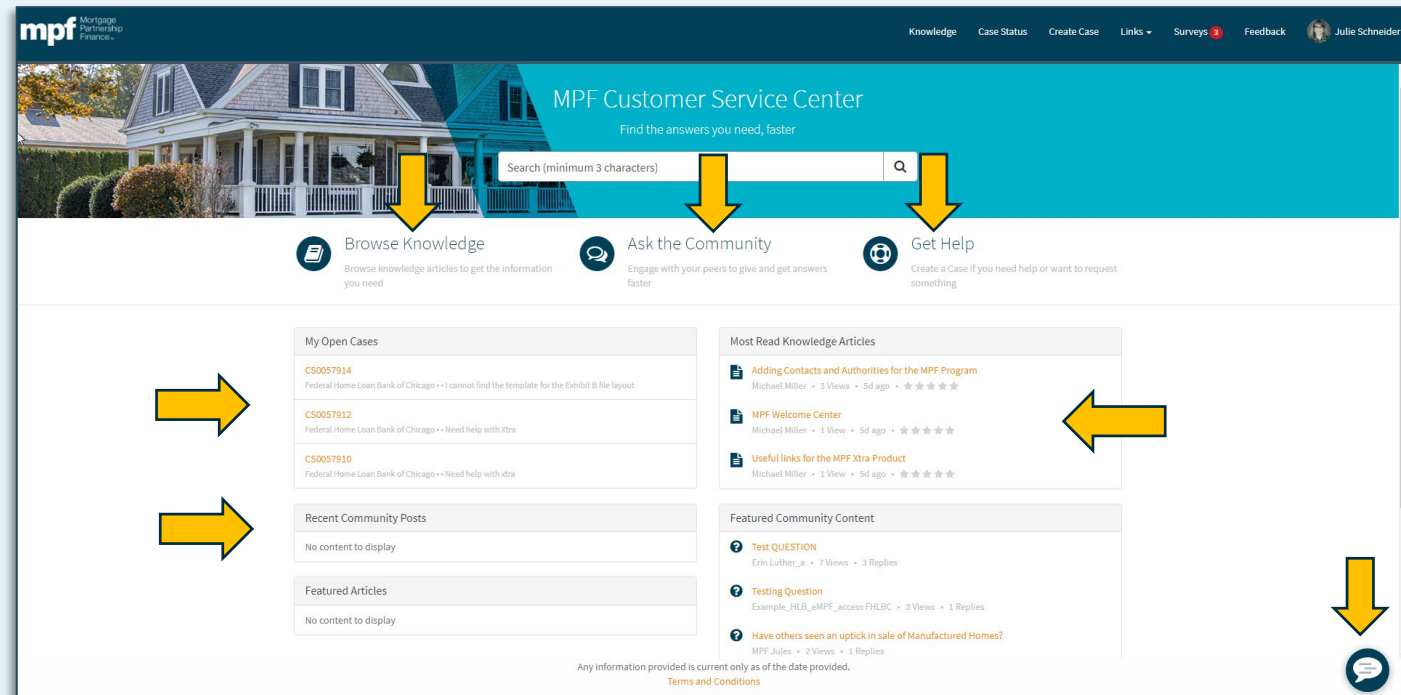 mpf Mortgage
Partnership
Finance
Knowledge Case Status Create Case Links Surveys 3 Feedback Julie Schneider
MPF Customer Service Center
Find the answers you need, faster
Search (minimum 3 characters)
Browse Knowledge
Browse knowledge articles to get the information
you need
Ask the Community
Engage with your peers to give and get answers
faster
Get Help
Create a Case if you need help or want to request
something
My Open Cases
CS0057914
Federal Home Loan Bank of Chicago • • I cannot find the template for the Exhibit B file layout
CS0057912
Federal Home Loan Bank of Chicago • • Need help with Xtra
CS0057910
Federal Home Loan Bank of Chicago • • Need help with xtra
Most Read Knowledge Articles
Adding Contacts and Authorities for the MPF Program
Michael Miller • 3 Views • 5d ago • ★★★★★
MPF Welcome Center
Michael Miller • 1 View • 5d ago • ★★★★★
Useful links for the MPF Xtra Product
Michael Miller • 1 View • 5d ago • ★★★★★
Recent Community Posts
No content to display
Featured Articles
No content to display
Featured Community Content
Test QUESTION
Erin Luther_a • 7 Views • 3 Replies
Testing Question
Example_HLB_eMPF_access FHLBC • 3 Views • 1 Replies
Have others seen an uptick in sale of Manufactured Homes?
MPF Jules • 2 Views • 1 Replies
Any information provided is current only as of the date provided.
Terms and Conditions